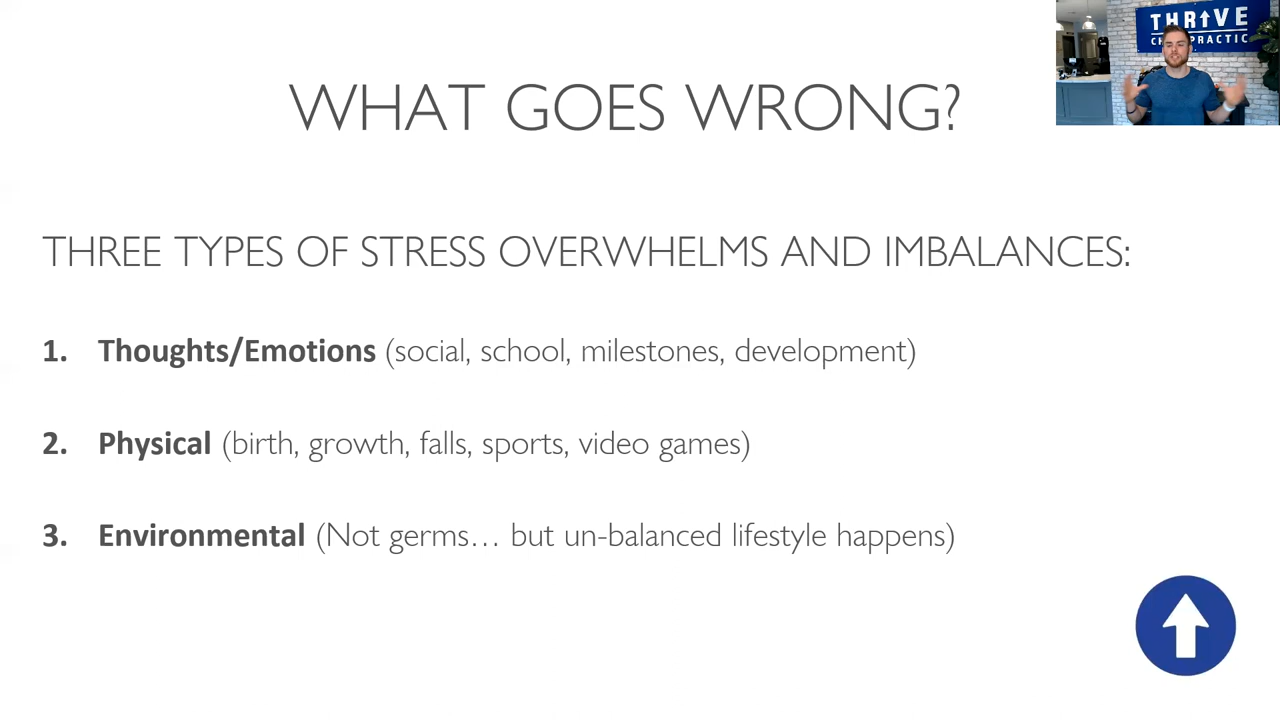 THRIVE
CHIROPRACTIC
WHAT GOES WRONG?
THREE TYPES OF STRESS OVERWHELMS AND IMBALANCES:
1. Thoughts/Emotions (social, school, milestones, development)
2. Physical (birth, growth, falls, sports, video games)
3. Environmental (Not germs... but un-balanced lifestyle happens)